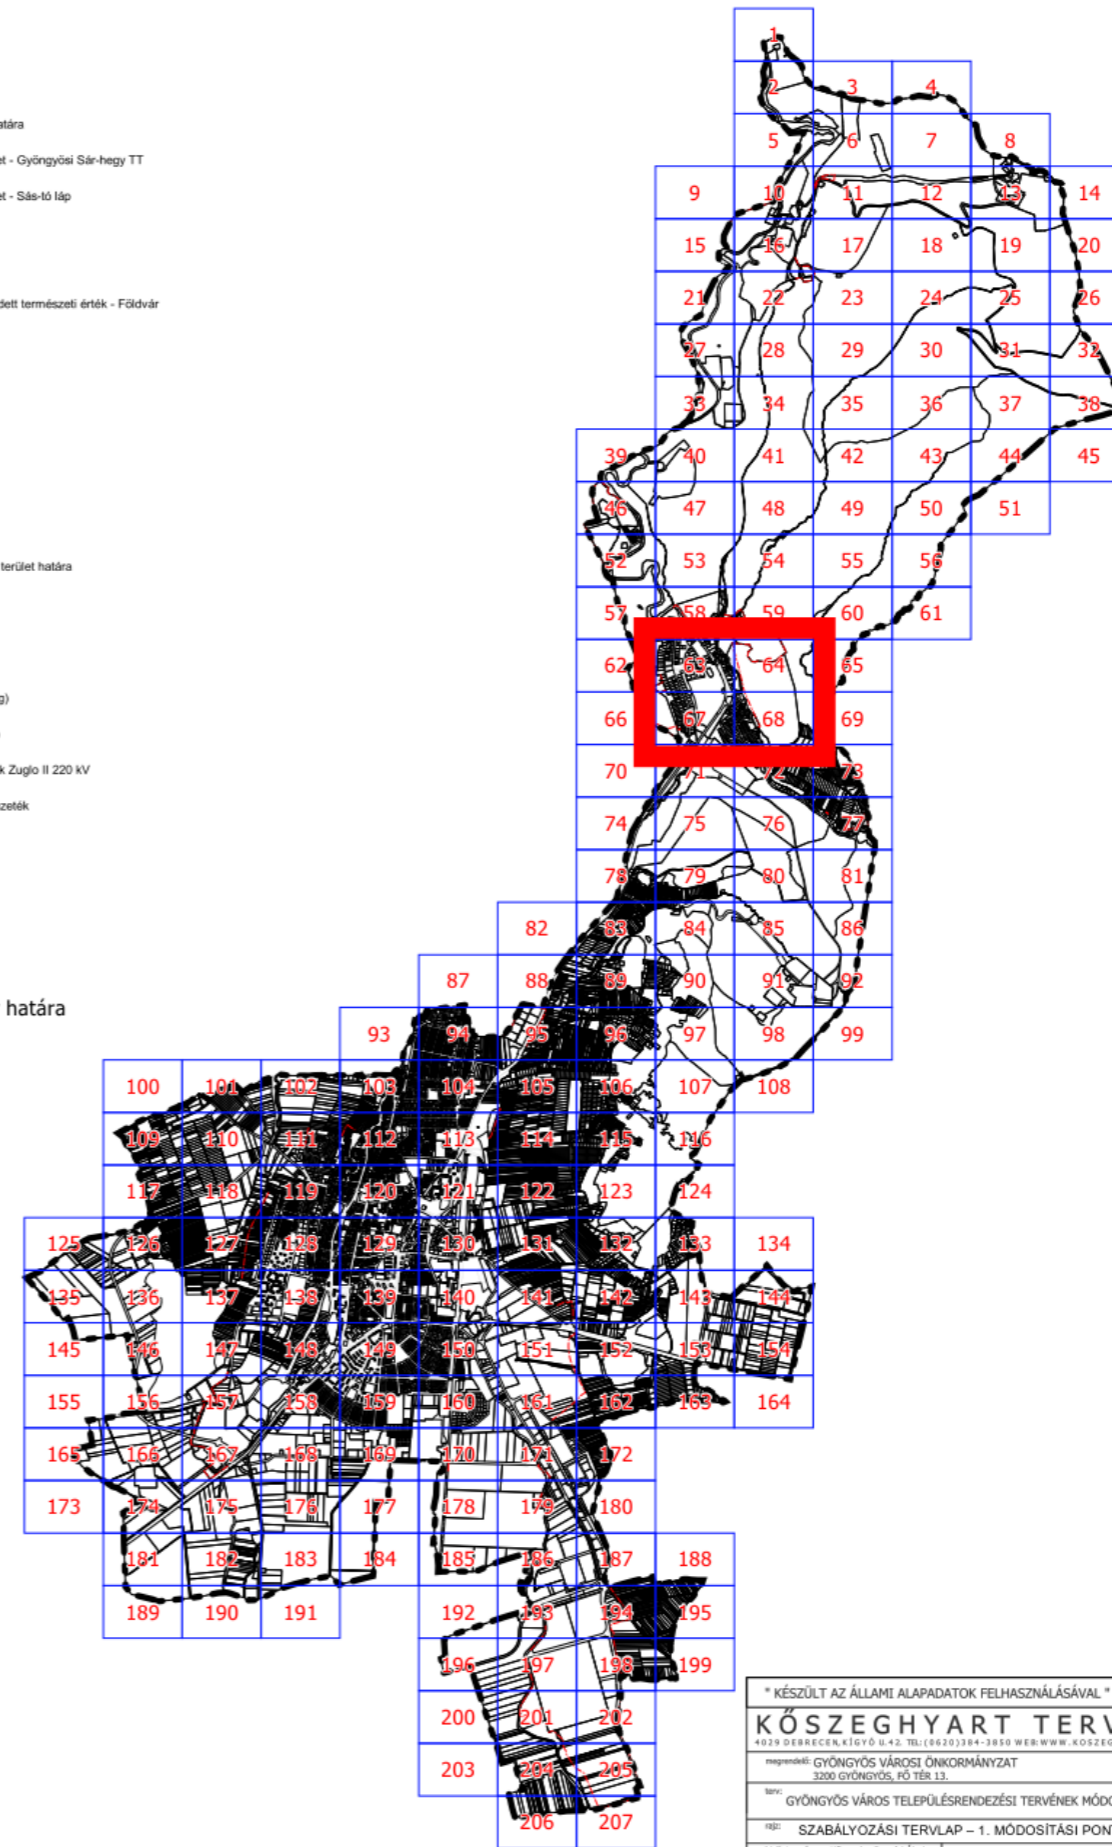 atára
et - Gyöngyösi Sár-hegy TT
et - Sás-tó láp
dett természeti érték - Földvár
terület határa
g)
k Zuglo II 220 kV
zeték
határa
1
2 3 4
5 6 7 8
9 10 11 12 13 14
15 16 17 18 19 20
21 22 23 24 25 26
27 28 29 30 31 32
33 34 35 36 37 38
39 40 41 42 43 44 45
46 47 48 49 50 51
52 53 54 55 56
57 58 59 60 61
62 63 64 65
66 67 68 69
70 71 72 73
74 75 76 77
78 79 80 81
82 83 84 85 86
87 88 89 90 91 92
93 94 95 96 97 98 99
100 101 102 103 104 105 106 107 108
109 110 111 112 113 114 115 116
117 118 119 120 121 122 123 124
125 126 127 128 129 130 131 132 133 134
135 136 137 138 139 140 141 142 143 144
145 146 147 148 149 150 151 152 153 154
155 156 157 158 159 160 161 162 163 164
165 166 167 168 169 170 171 172
173 174 175 176 177 178 179 180
181 182 183 184 185 186 187 188
189 190 191 192 193 194 195
196 197 198 199
200 201 202
203 204 205
206 207
" KÉSZÜLT AZ ÁLLAMI ALAPADATOK FELHASZNÁLÁSÁVAL "
KŐSZEGHYART TERV
4029 DEBRECEN,KÍGYÓ U.42. TEL:(0620)384-3850 WEB:WWW.KOSZEG
megrendelő: GYÖNGYÖS VÁROSI ÖNKORMÁNYZAT
3200 GYÖNGYÖS, FŐ TÉR 13.
terv: GYÖNGYÖS VÁROS TELEPÜLÉSRENDEZÉSI TERVÉNEK MÓDO
rajz: SZABÁLYOZÁSI TERVLAP – 1. MÓDOSÍTÁSI PON